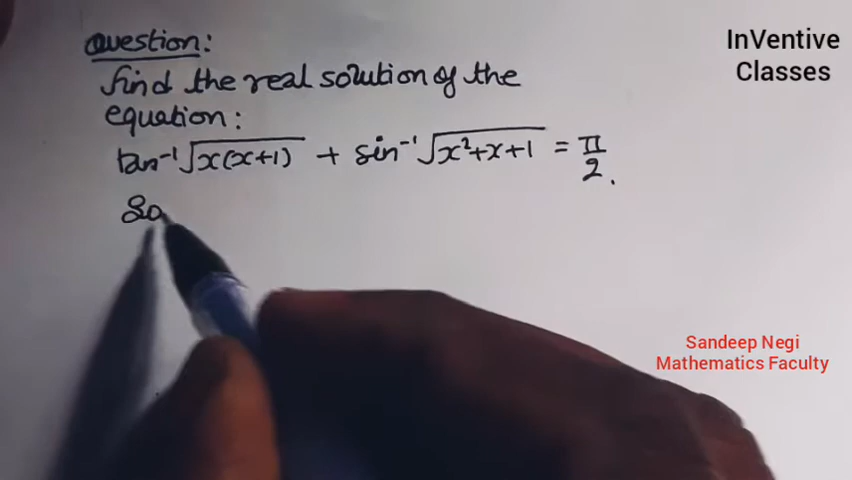 Question:
Find the real solution of the
equation:
tan⁻¹√x(x+1) + sin⁻¹√x²+x+1 = π/2.
So
InVentive
Classes
Sandeep Negi
Mathematics Faculty